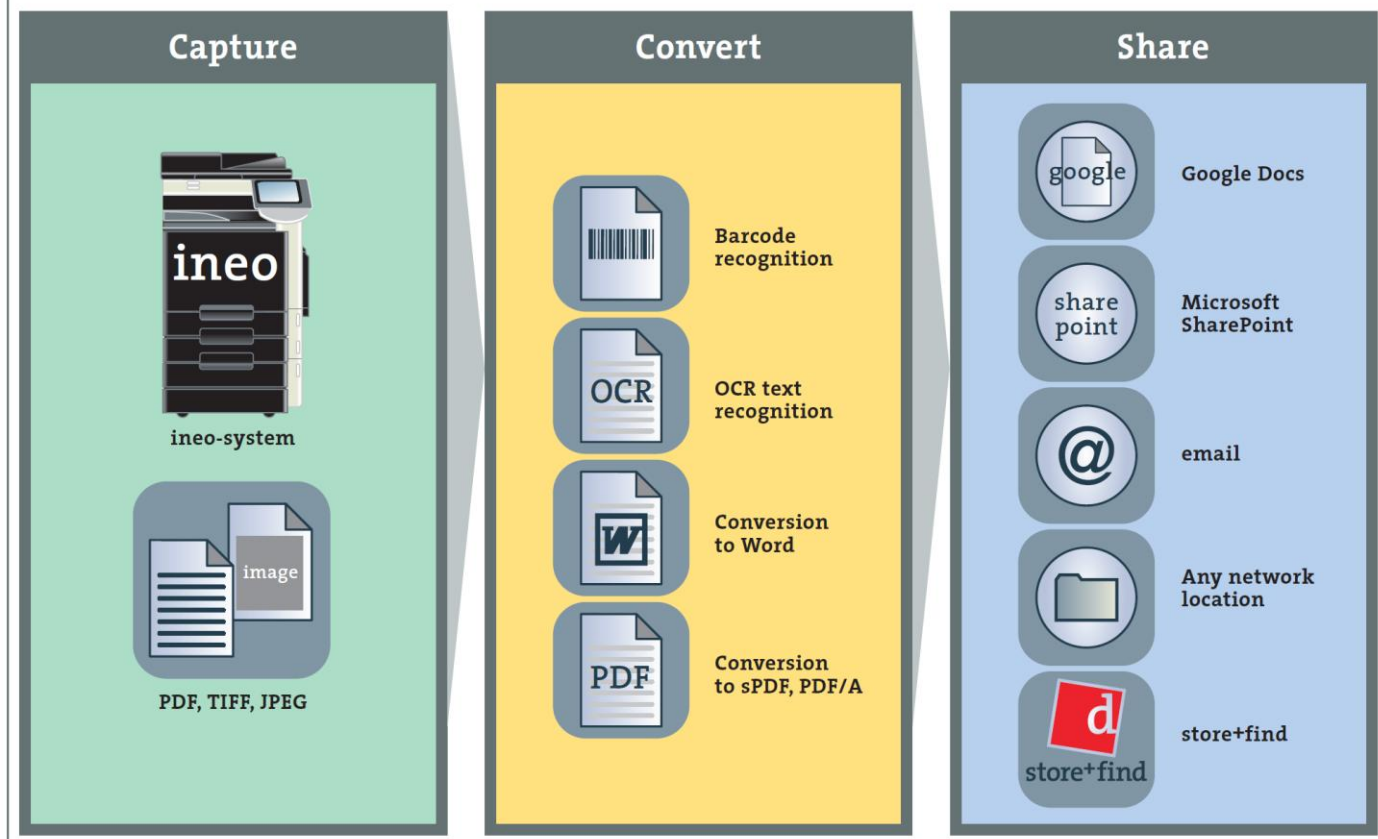 Capture
ineo
ineo-system
image
PDF, TIFF, JPEG
Convert
Barcode
recognition
OCR
OCR text
recognition
W
Conversion
to Word
PDF
Conversion
to sPDF, PDF/A
Share
google
Google Docs
share
point
Microsoft
SharePoint
@
email
Any network
location
d
store+find
store+find